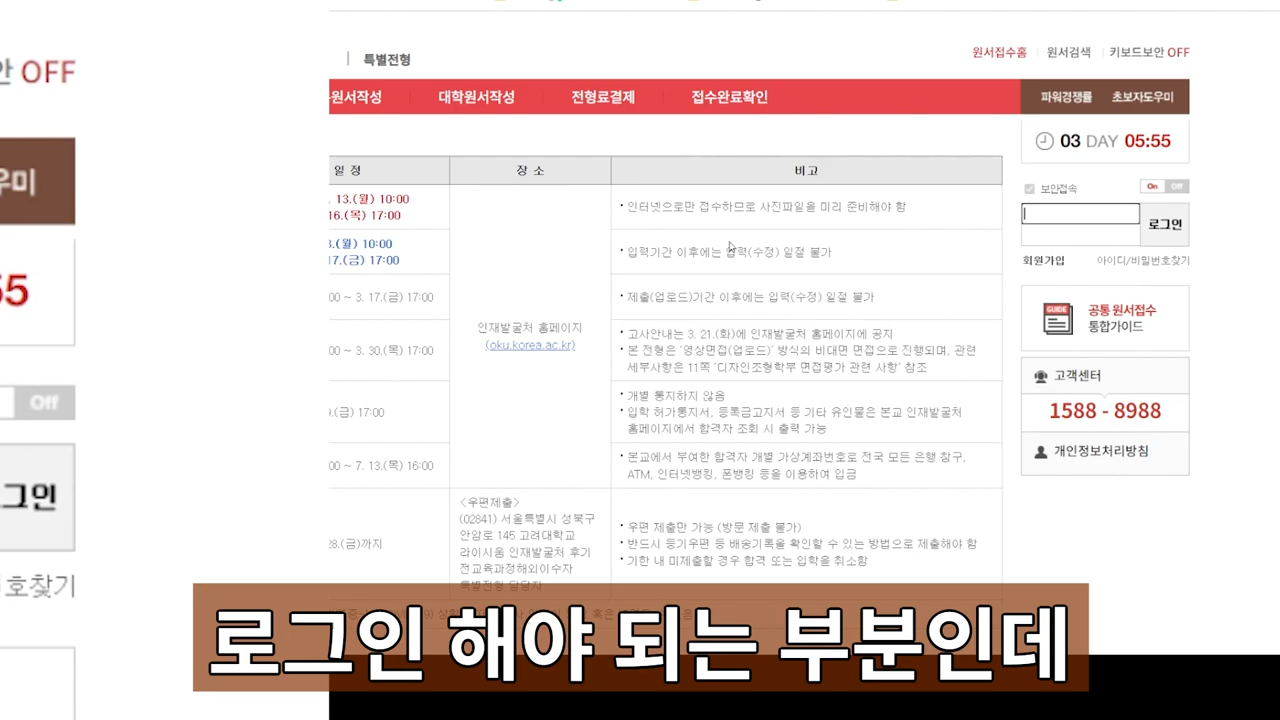 안 OFF
우미
55
Off
그인
호찾기
특별전형
원서접수홈 원서검색 키보드보안 OFF
원서작성 대학원서작성 전형료결제 접수완료확인
파워경쟁률 초보자도우미
03 DAY 05:55
보안접속 On Off
로그인
회원가입 아이디/비밀번호찾기
GUIDE
공통 원서접수
통합가이드
고객센터
1588 - 8988
개인정보처리방침
일 정 장 소 비고
13.(월) 10:00
16.(목) 17:00
인터넷으로만 접수하므로 사진파일을 미리 준비해야 함
.(월) 10:00
17.(금) 17:00
입력기간 이후에는 입력(수정) 일절 불가
00 ~ 3. 17.(금) 17:00
제출(업로드)기간 이후에는 입력(수정) 일절 불가
00 ~ 3. 30.(목) 17:00
인재발굴처 홈페이지
(oku.korea.ac.kr)
고사안내는 3. 21.(화)에 인재발굴처 홈페이지에 공지
본 전형은 '영상면접(업로드)' 방식의 비대면 면접으로 진행되며, 관련
세부사항은 11쪽 '디자인조형학부 면접평가 관련 사항' 참조
.(금) 17:00
개별 통지하지 않음
입학 허가통지서, 등록금고지서 등 기타 유인물은 본교 인재발굴처
홈페이지에서 합격자 조회 시 출력 가능
00 ~ 7. 13.(목) 16:00
본교에서 부여한 합격자 개별 가상계좌번호로 전국 모든 은행 창구,
ATM, 인터넷뱅킹, 폰뱅킹 등을 이용하여 입금
28.(금)까지
<우편제출>
(02841) 서울특별시 성북구
안암로 145 고려대학교
라이시움 인재발굴처 후기
전교육과정해외이수자
특별전형 담당자
우편 제출만 가능 (방문 제출 불가)
반드시 등기우편 등 배송기록을 확인할 수 있는 방법으로 제출해야 함
기한 내 미제출할 경우 합격 또는 입학을 취소함
로그인 해야 되는 부분인데